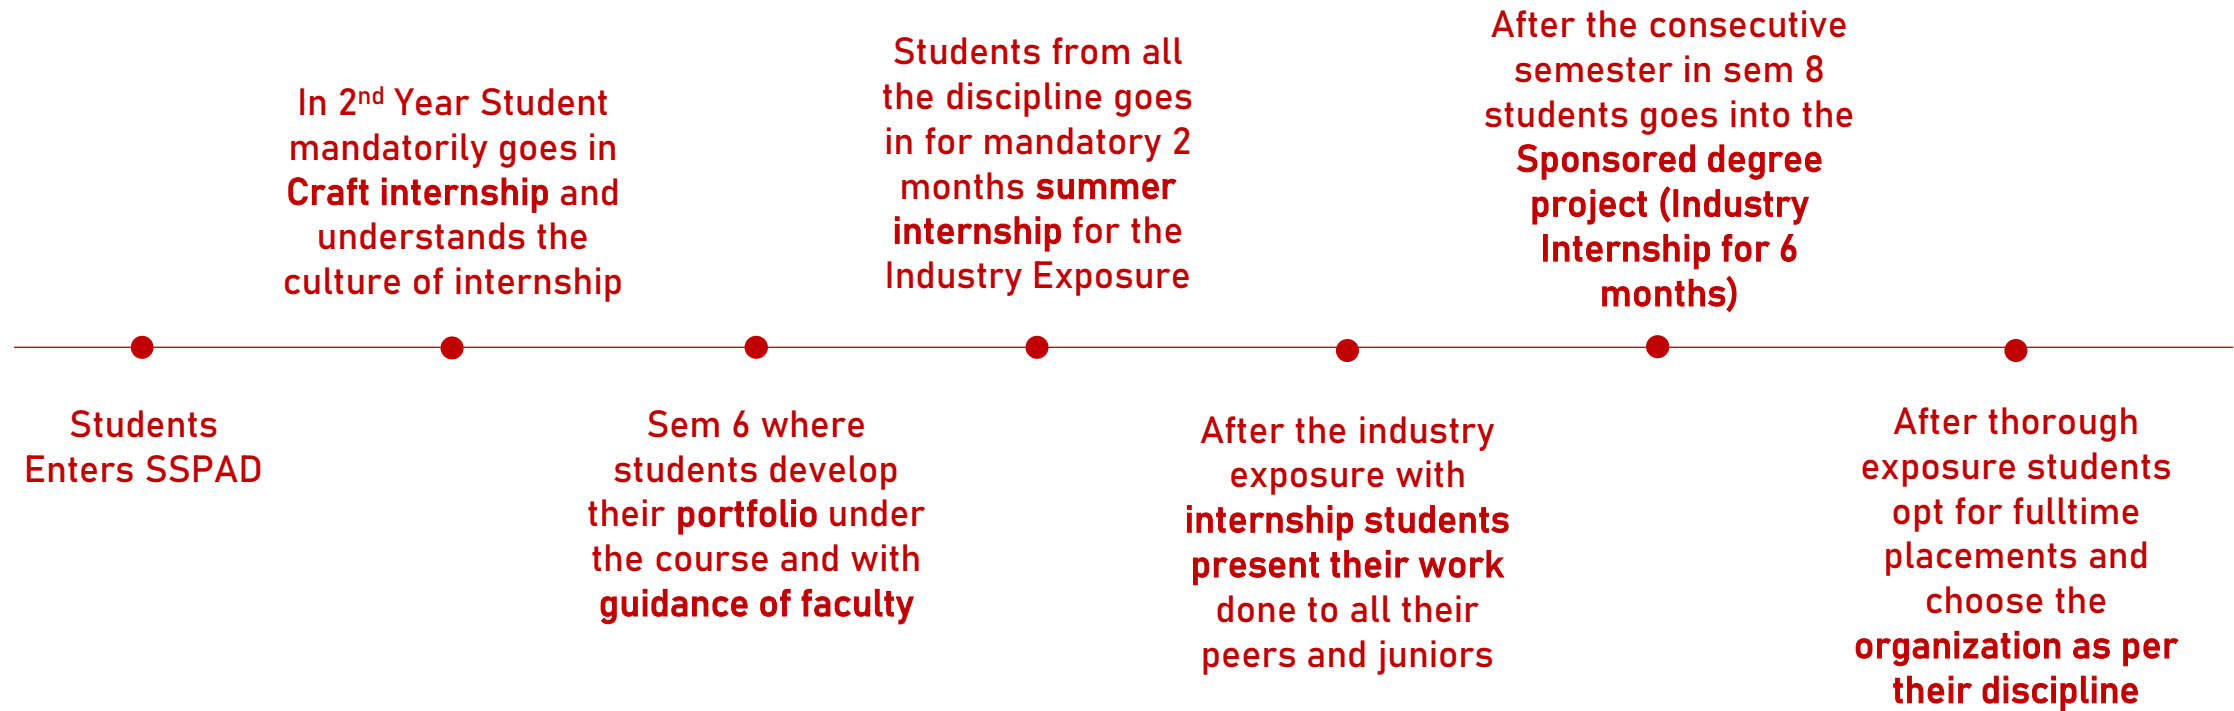 Students
Enters SSPAD
In 2nd Year Student
mandatorily goes in
Craft internship and
understands the
culture of internship
Sem 6 where
students develop
their portfolio under
the course and with
guidance of faculty
Students from all
the discipline goes
in for mandatory 2
months summer
internship for the
Industry Exposure
After the industry
exposure with
internship students
present their work
done to all their
peers and juniors
After the consecutive
semester in sem 8
students goes into the
Sponsored degree
project (Industry
Internship for 6
months)
After thorough
exposure students
opt for fulltime
placements and
choose the
organization as per
their discipline